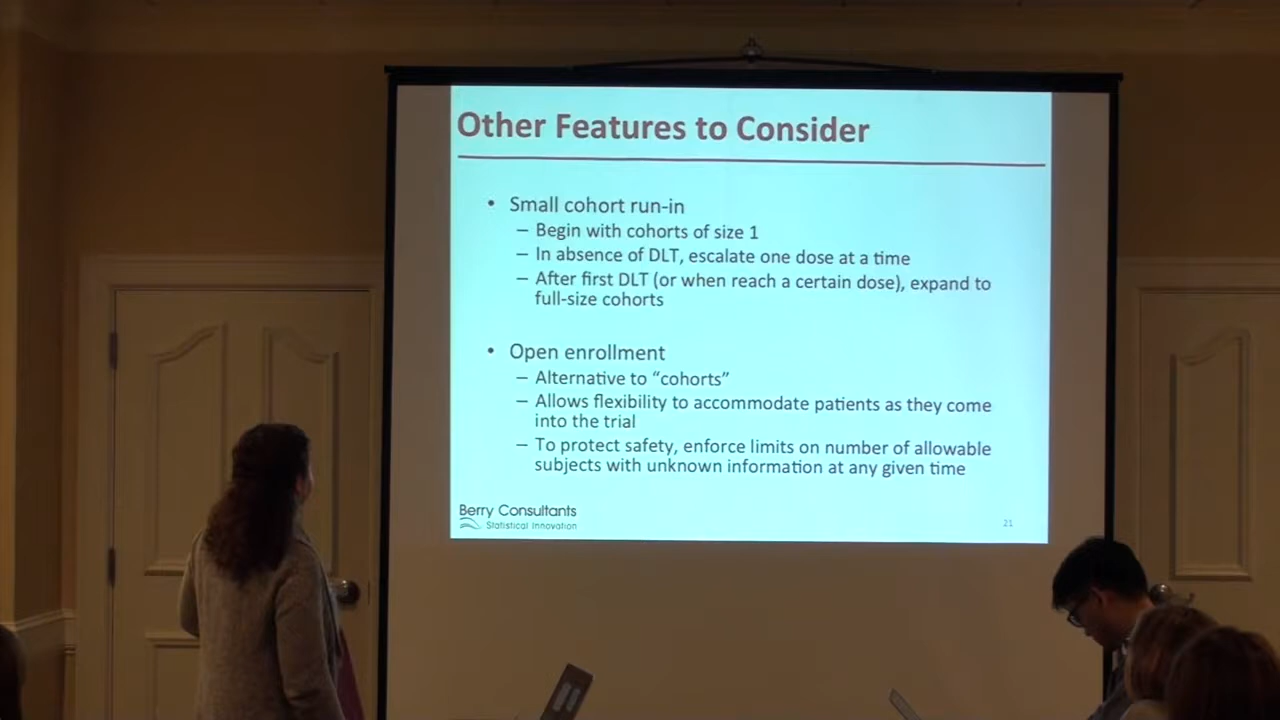 Other Features to Consider
• Small cohort run-in
– Begin with cohorts of size 1
– In absence of DLT, escalate one dose at a time
– After first DLT (or when reach a certain dose), expand to
full-size cohorts
• Open enrollment
– Alternative to “cohorts”
– Allows flexibility to accommodate patients as they come
into the trial
– To protect safety, enforce limits on number of allowable
subjects with unknown information at any given time
Berry Consultants
Statistical Innovation
21